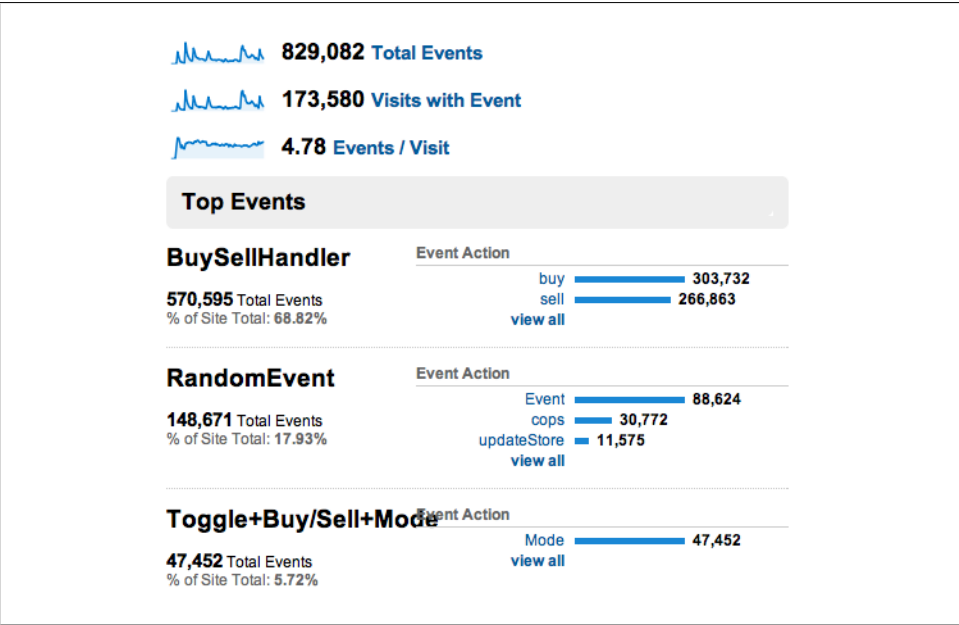 829,082 Total Events
173,580 Visits with Event
4.78 Events / Visit
Top Events
BuySellHandler
570,595 Total Events
% of Site Total: 68.82%
Event Action
buy 303,732
sell 266,863
view all
RandomEvent
148,671 Total Events
% of Site Total: 17.93%
Event Action
Event 88,624
cops 30,772
updateStore 11,575
view all
Toggle+Buy/Sell+Mode
47,452 Total Events
% of Site Total: 5.72%
Event Action
Mode 47,452
view all